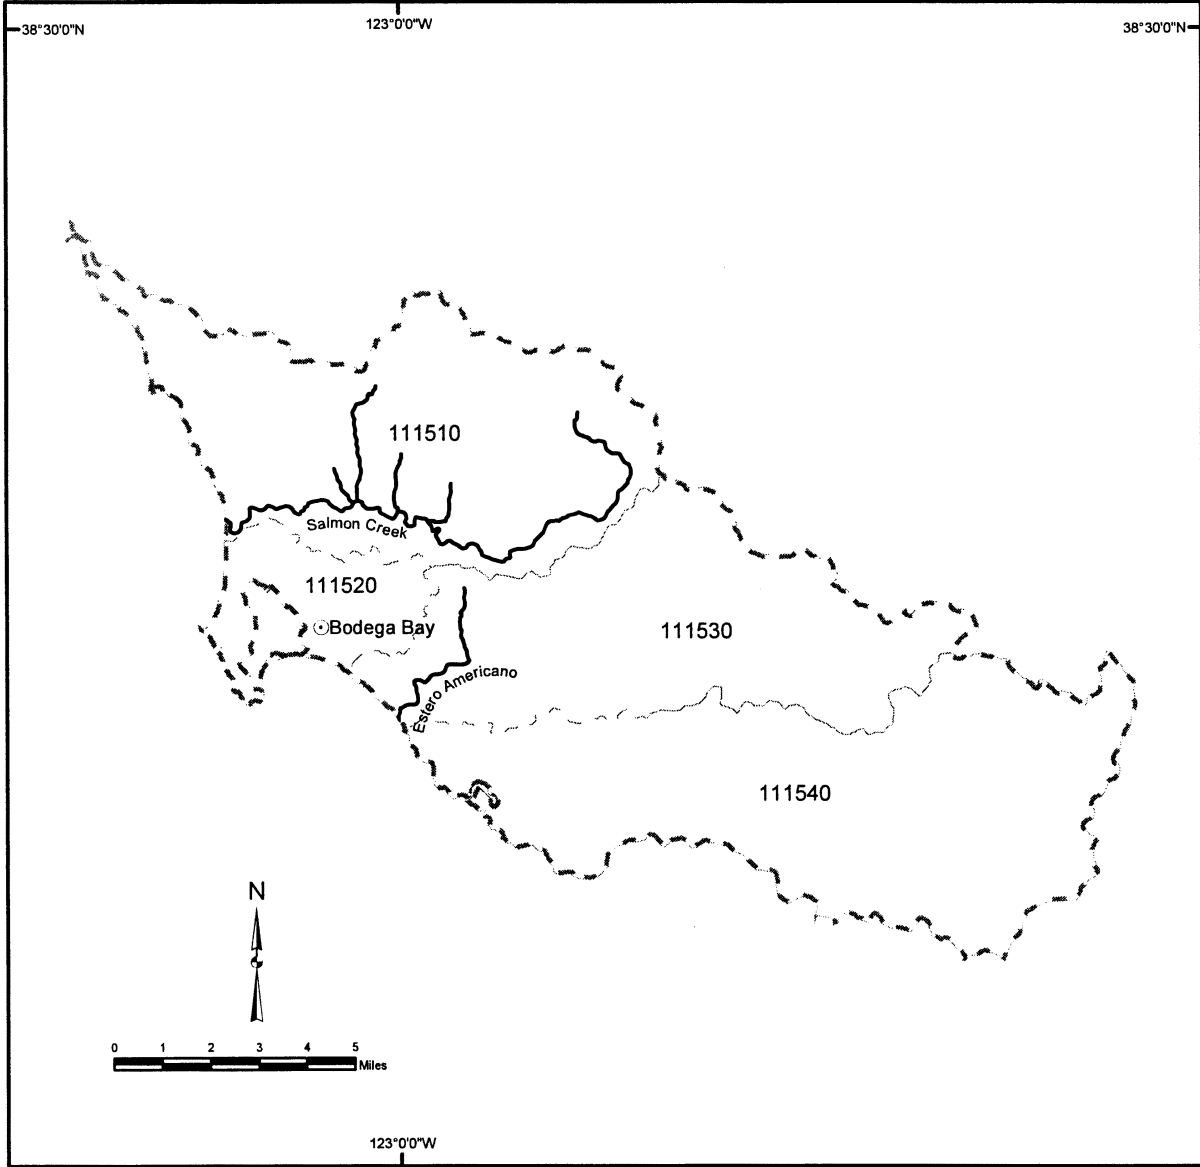 123°0'0"W
38°30'0"N
38°30'0"N
111510
Salmon Creek
111520
Bodega Bay
111530
Estero Americano
111540
N
0 1 2 3 4 5
Miles
123°0'0"W